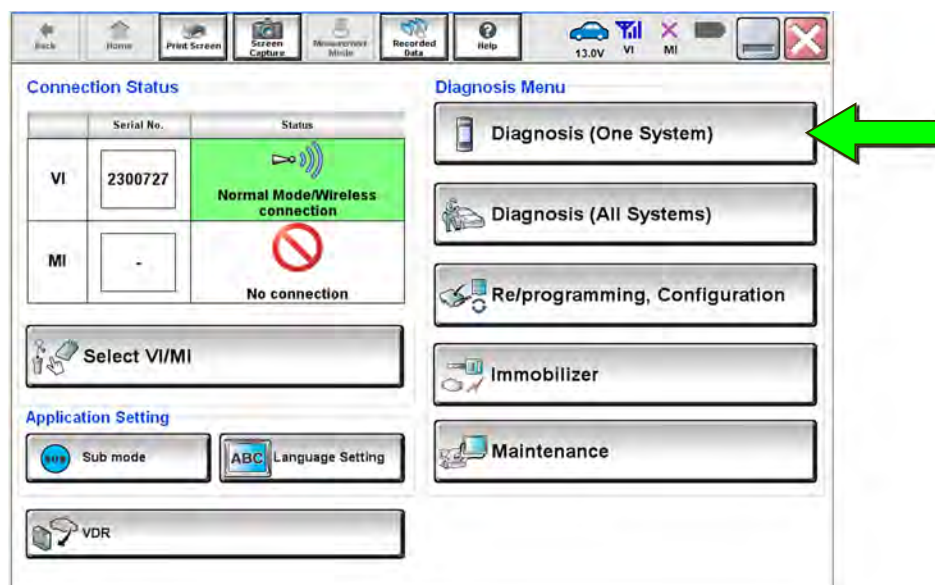 Back
Home
Print Screen
Screen
Capture
Measurement
Mode
Recorded
Data
Help
13.0V
VI
MI
Connection Status
Diagnosis Menu
Serial No.
Status
VI
2300727
Normal Mode/Wireless
connection
MI
-
No connection
Select VI/MI
Application Setting
Sub mode
ABC
Language Setting
VDR
Diagnosis (One System)
Diagnosis (All Systems)
Re/programming, Configuration
Immobilizer
Maintenance